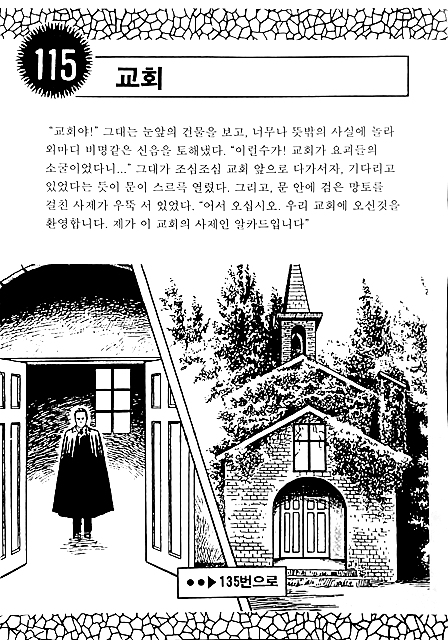 115
교회
"교회야!" 그대는 눈앞의 건물을 보고, 너무나 뜻밖의 사실에 놀라
외마디 비명같은 신음을 토해냈다. "이런수가! 교회가 요괴들의
소굴이었다니..." 그대가 조심조심 교회 앞으로 다가서자, 기다리고
있었다는 듯이 문이 스르륵 열렸다. 그리고, 문 안에 검은 망토를
걸친 사제가 우뚝 서 있었다. "어서 오십시오. 우리 교회에 오신것을
환영합니다. 제가 이 교회의 사제인 알카드입니다"
●●▶135번으로